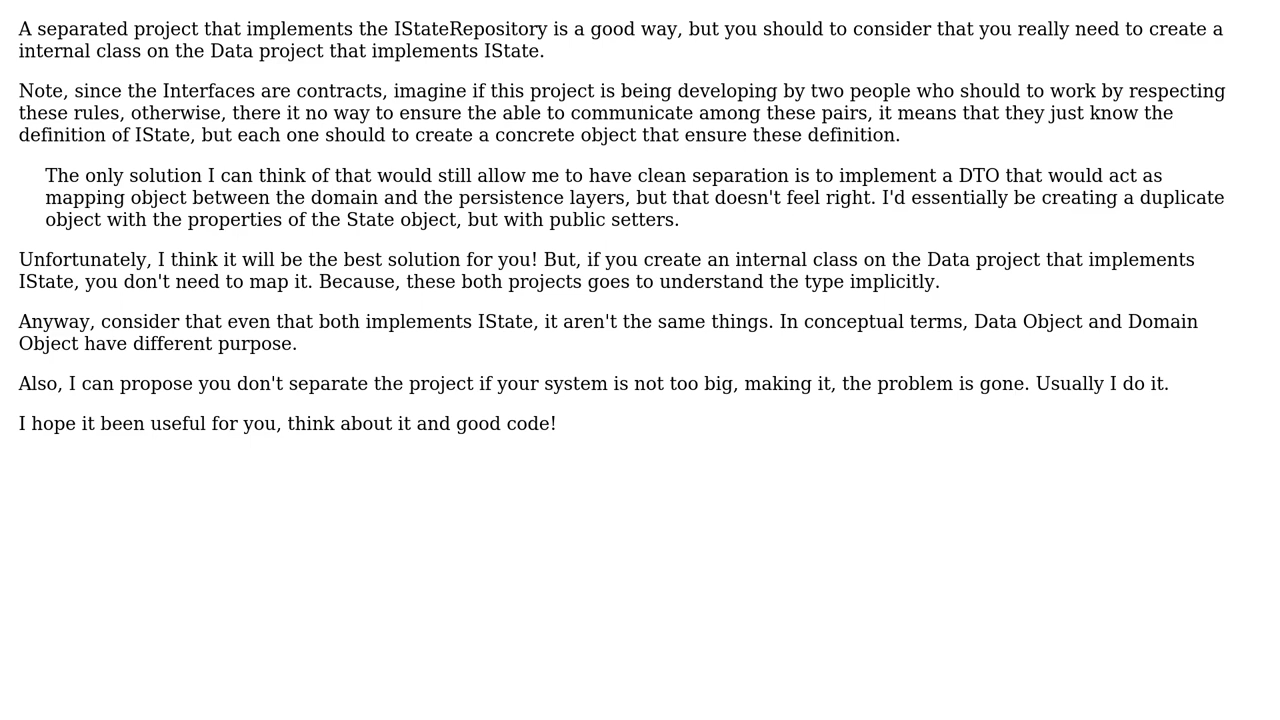 A separated project that implements the IStateRepository is a good way, but you should to consider that you really need to create a
internal class on the Data project that implements IState.
Note, since the Interfaces are contracts, imagine if this project is being developing by two people who should to work by respecting
these rules, otherwise, there it no way to ensure the able to communicate among these pairs, it means that they just know the
definition of IState, but each one should to create a concrete object that ensure these definition.
The only solution I can think of that would still allow me to have clean separation is to implement a DTO that would act as
mapping object between the domain and the persistence layers, but that doesn't feel right. I'd essentially be creating a duplicate
object with the properties of the State object, but with public setters.
Unfortunately, I think it will be the best solution for you! But, if you create an internal class on the Data project that implements
IState, you don't need to map it. Because, these both projects goes to understand the type implicitly.
Anyway, consider that even that both implements IState, it aren't the same things. In conceptual terms, Data Object and Domain
Object have different purpose.
Also, I can propose you don't separate the project if your system is not too big, making it, the problem is gone. Usually I do it.
I hope it been useful for you, think about it and good code!